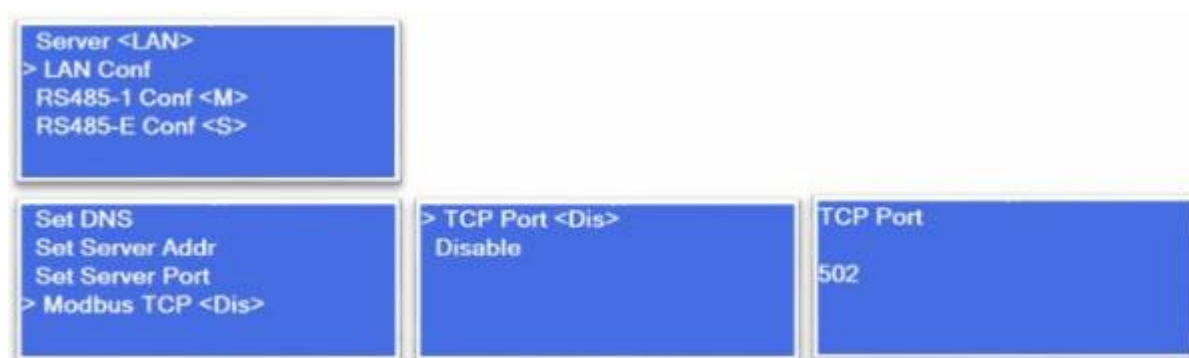 Server <LAN>
> LAN Conf
RS485-1 Conf <M>
RS485-E Conf <S>
Set DNS
Set Server Addr
Set Server Port
> Modbus TCP <Dis>
> TCP Port <Dis>
Disable
TCP Port
502